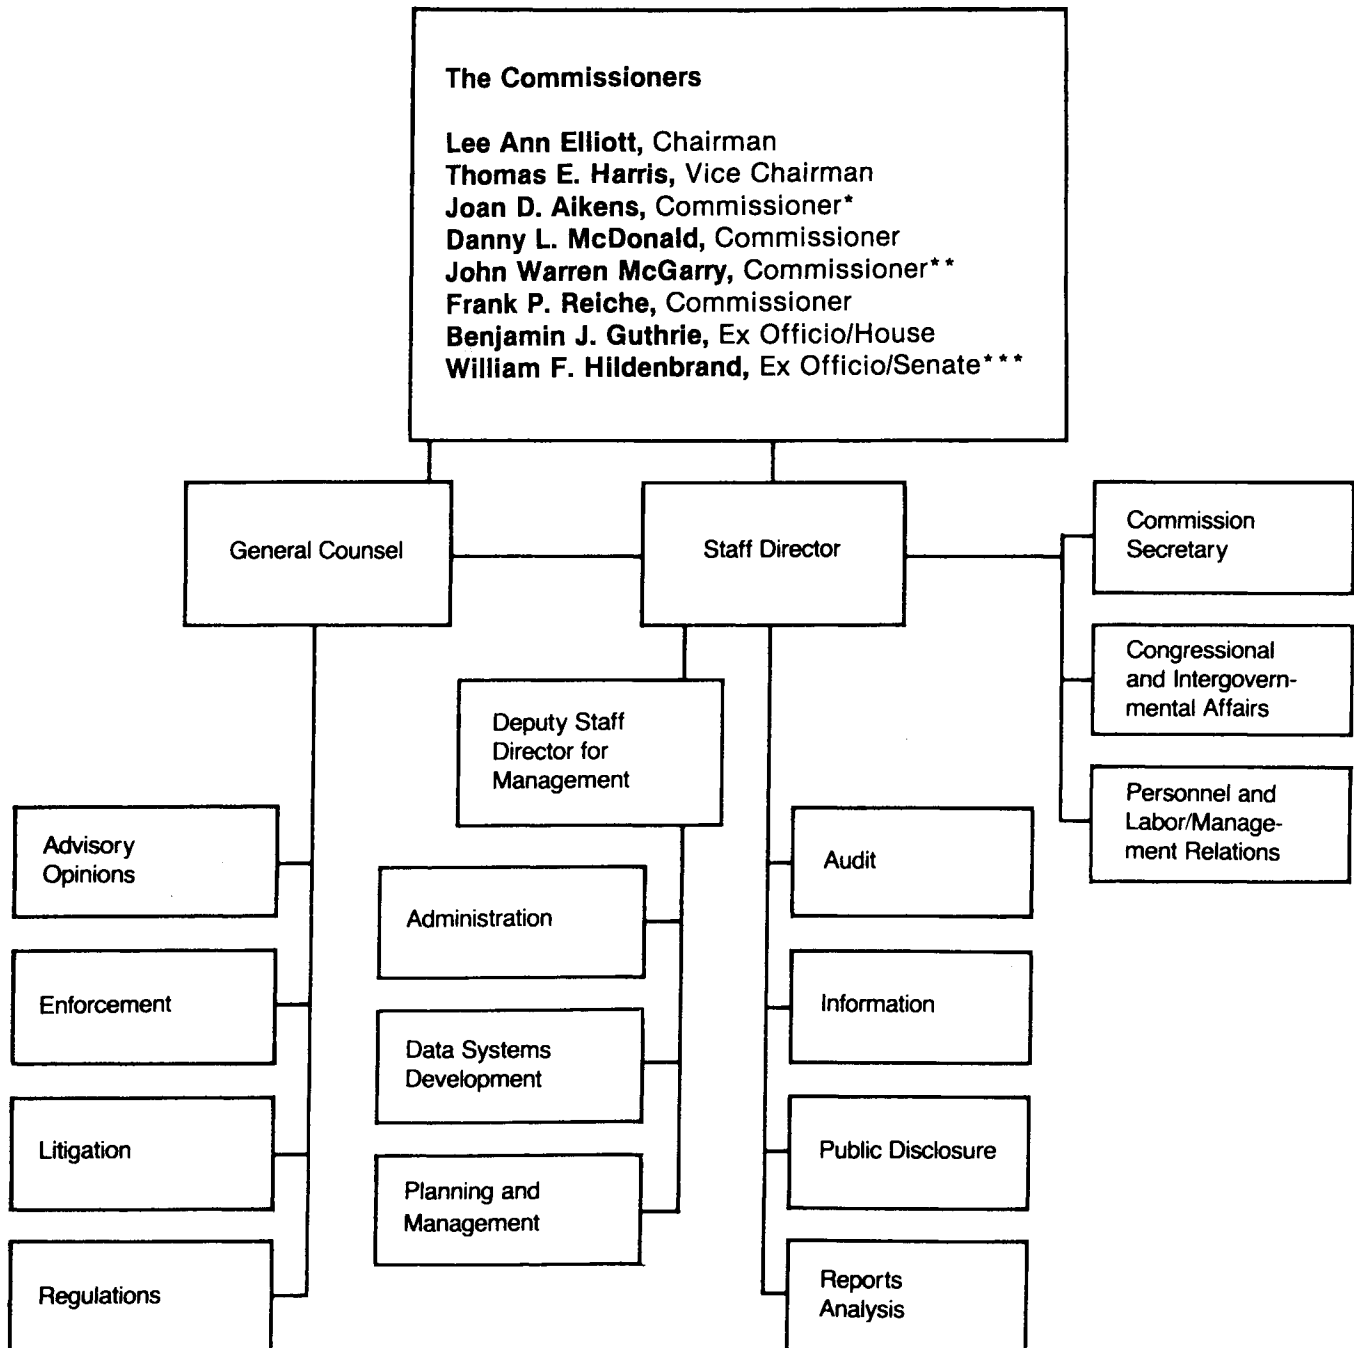 The Commissioners
Lee Ann Elliott, Chairman
Thomas E. Harris, Vice Chairman
Joan D. Aikens, Commissioner*
Danny L. McDonald, Commissioner
John Warren McGarry, Commissioner**
Frank P. Reiche, Commissioner
Benjamin J. Guthrie, Ex Officio/House
William F. Hildenbrand, Ex Officio/Senate***
General Counsel
Staff Director
Commission
Secretary
Congressional
and Intergovern-
mental Affairs
Personnel and
Labor/Manage-
ment Relations
Deputy Staff
Director for
Management
Advisory
Opinions
Enforcement
Litigation
Regulations
Administration
Data Systems
Development
Planning and
Management
Audit
Information
Public Disclosure
Reports
Analysis